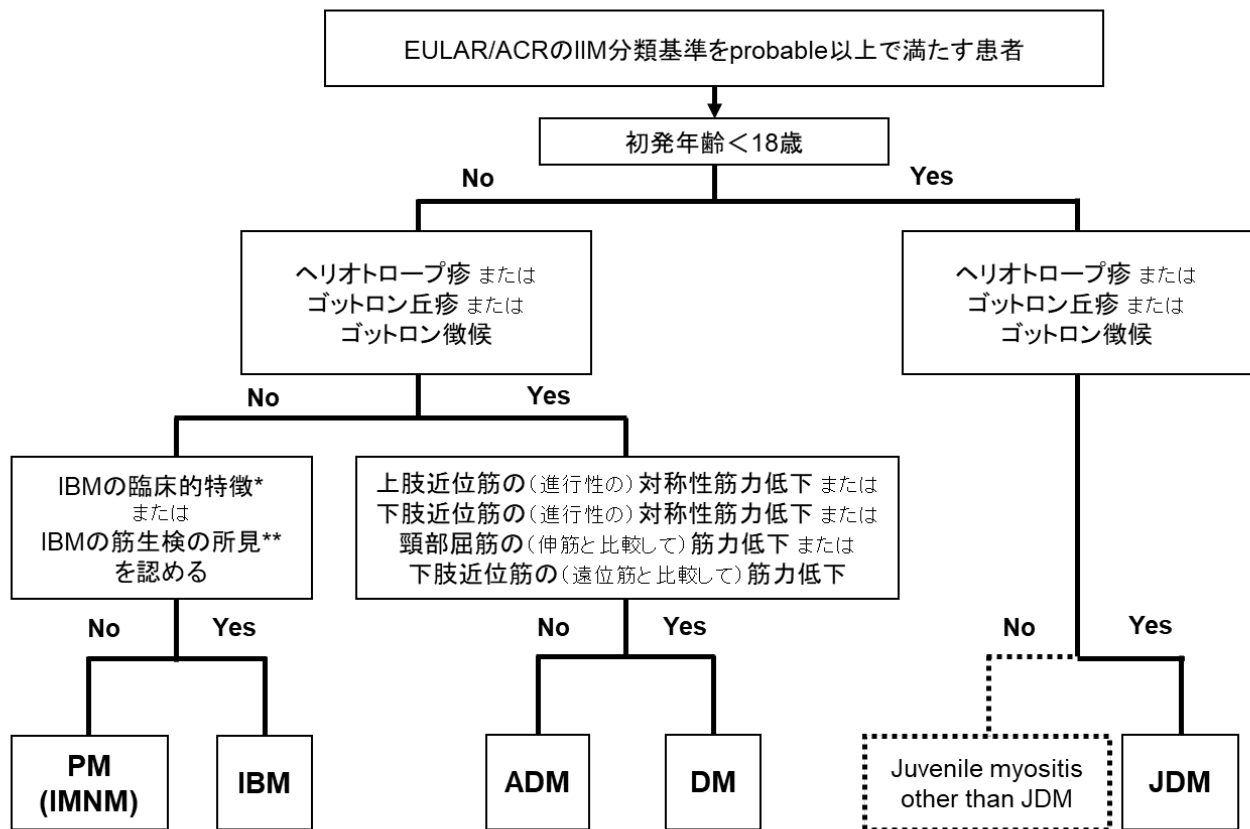 EULAR/ACRのIIM分類基準をprobable以上で満たす患者
初発年齢＜18歳
No
Yes
ヘリオトロープ疹 または
ゴットロン丘疹 または
ゴットロン徴候
ヘリオトロープ疹 または
ゴットロン丘疹 または
ゴットロン徴候
No
Yes
IBMの臨床的特徴*
または
IBMの筋生検の所見**
を認める
上肢近位筋の（進行性の）対称性筋力低下 または
下肢近位筋の（進行性の）対称性筋力低下 または
頸部屈筋の（伸筋と比較して）筋力低下 または
下肢近位筋の（遠位筋と比較して）筋力低下
No
Yes
No
Yes
No
Yes
PM
(IMNM)
IBM
ADM
DM
Juvenile myositis
other than JDM
JDM